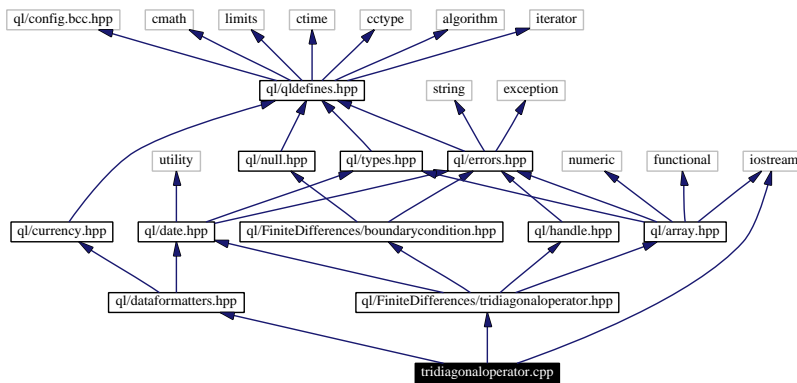 ql/config.bcc.hpp
cmath
limits
ctime
cctype
algorithm
iterator
ql/qldefines.hpp
string
exception
utility
ql/null.hpp
ql/types.hpp
ql/errors.hpp
numeric
functional
iostream
ql/currency.hpp
ql/date.hpp
ql/FiniteDifferences/boundarycondition.hpp
ql/handle.hpp
ql/array.hpp
ql/dataformatters.hpp
ql/FiniteDifferences/tridiagonaloperator.hpp
tridiagonaloperator.cpp